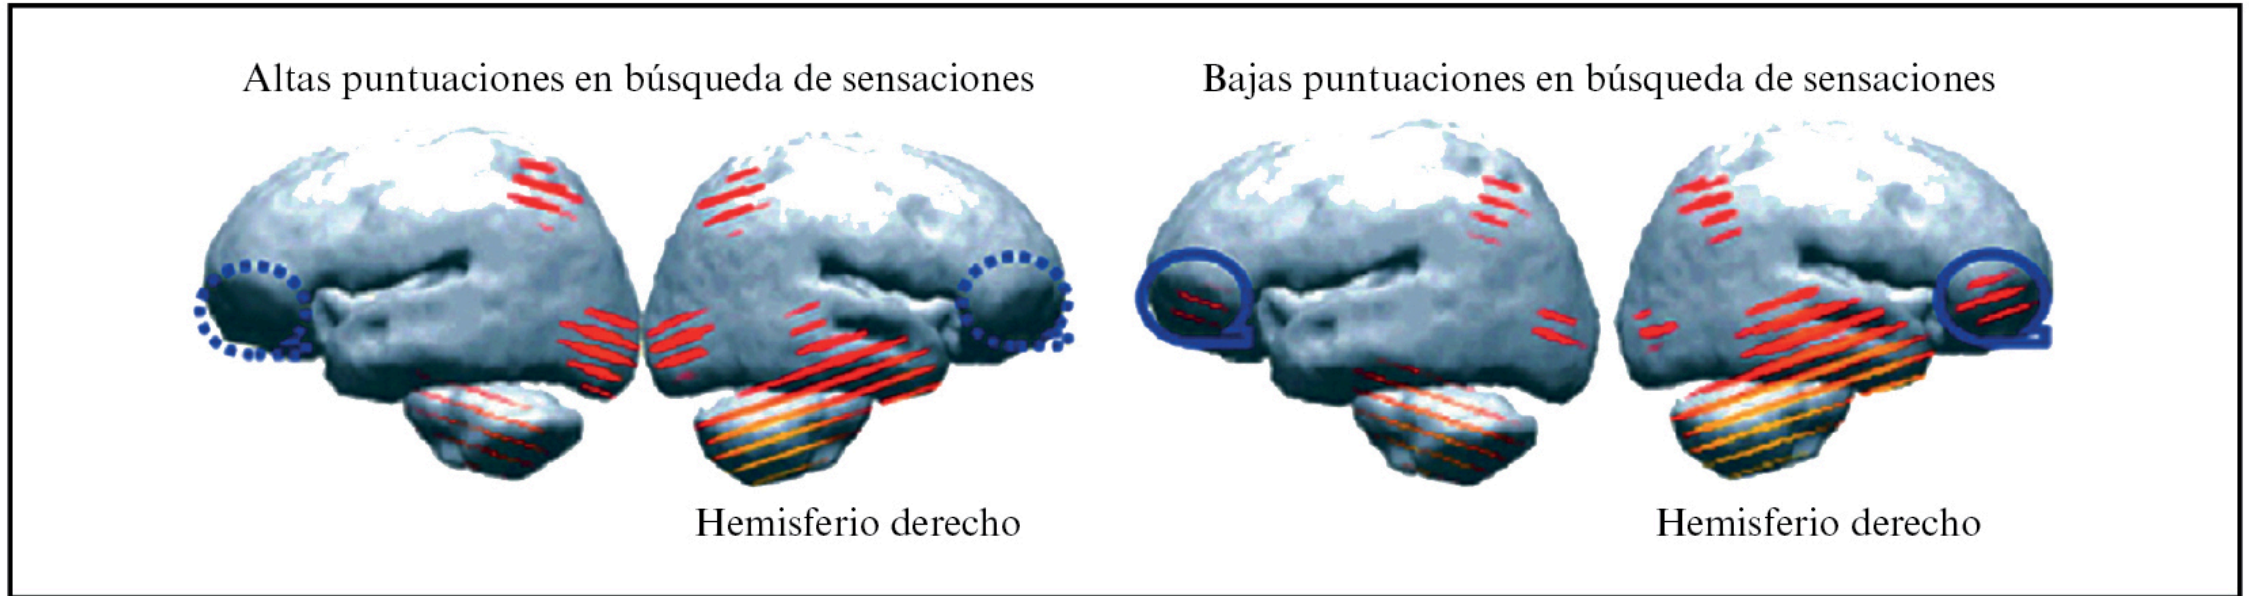 Altas puntuaciones en búsqueda de sensaciones
Bajas puntuaciones en búsqueda de sensaciones
Hemisferio derecho
Hemisferio derecho